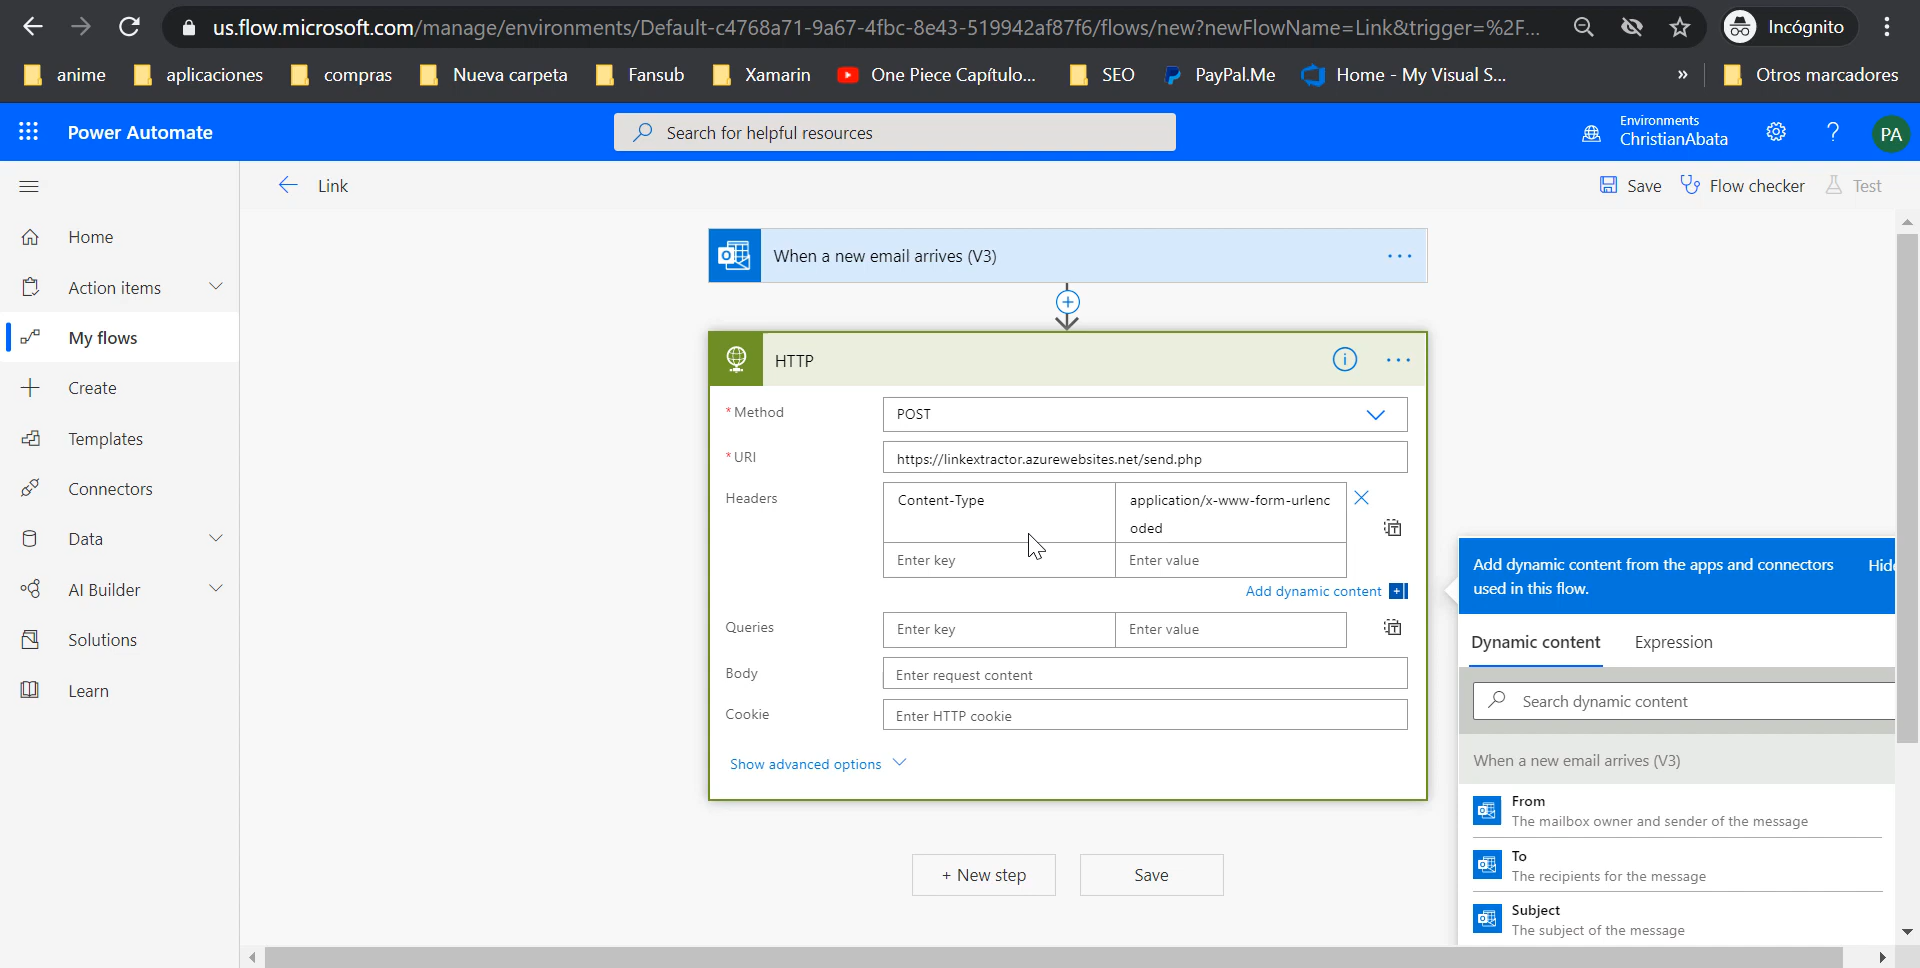 us.flow.microsoft.com/manage/environments/Default-c4768a71-9a67-4fbc-8e43-519942af87f6/flows/new?newFlowName=Link&trigger=%2F...
Incógnito
anime
aplicaciones
compras
Nueva carpeta
Fansub
Xamarin
One Piece Capítulo...
SEO
PayPal.Me
Home - My Visual S...
»
Otros marcadores
Power Automate
Search for helpful resources
Environments
ChristianAbata
?
PA
Link
Save
Flow checker
Test
Home
Action items
My flows
Create
Templates
Connectors
Data
AI Builder
Solutions
Learn
When a new email arrives (V3)
...
HTTP
...
* Method
POST
* URI
https://linkextractor.azurewebsites.net/send.php
Headers
Content-Type
application/x-www-form-urlenc
oded
Enter key
Enter value
Add dynamic content
Queries
Enter key
Enter value
Body
Enter request content
Cookie
Enter HTTP cookie
Show advanced options
+ New step
Save
Add dynamic content from the apps and connectors
used in this flow.
Hide
Dynamic content
Expression
Search dynamic content
When a new email arrives (V3)
From
The mailbox owner and sender of the message
To
The recipients for the message
Subject
The subject of the message